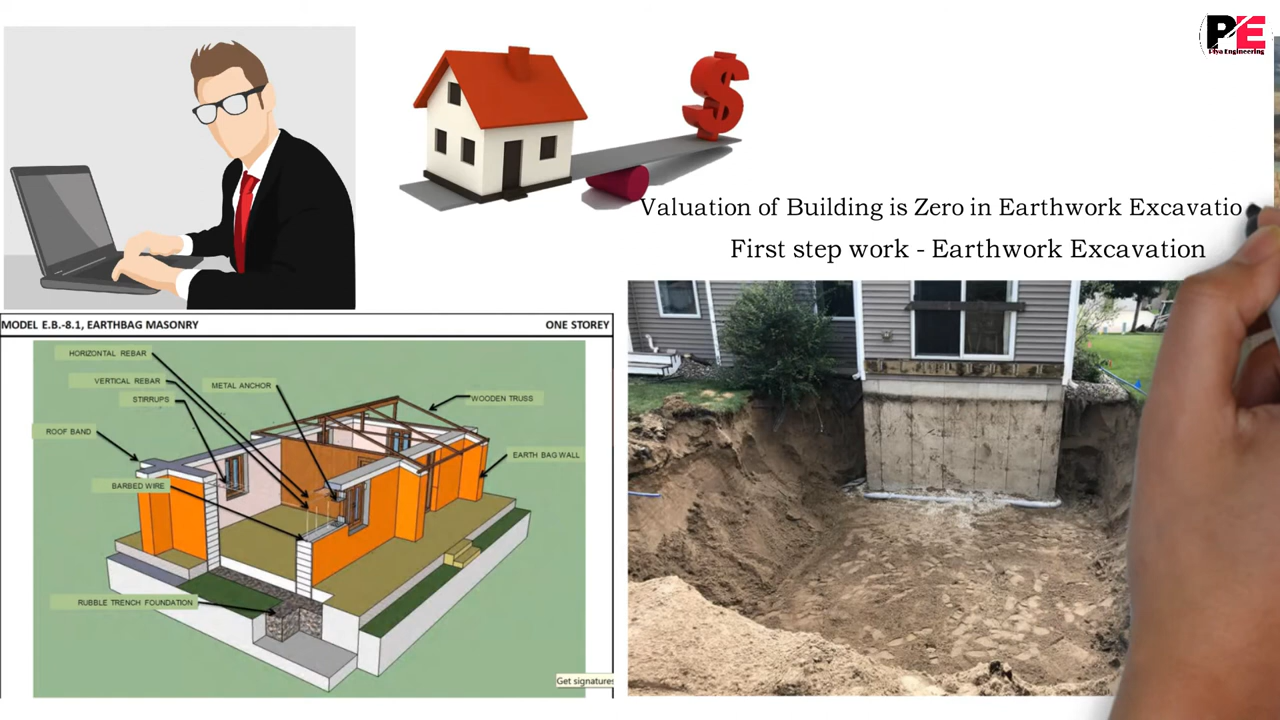 PE
Piya Engineering
$
Valuation of Building is Zero in Earthwork Excavatio
First step work - Earthwork Excavation
MODEL E.B.-8.1, EARTHBAG MASONRY
ONE STOREY
HORIZONTAL REBAR
VERTICAL REBAR
METAL ANCHOR
STIRRUPS
WOODEN TRUSS
ROOF BAND
EARTH BAG WALL
BARBED WIRE
RUBBLE TRENCH FOUNDATION
Get signatures